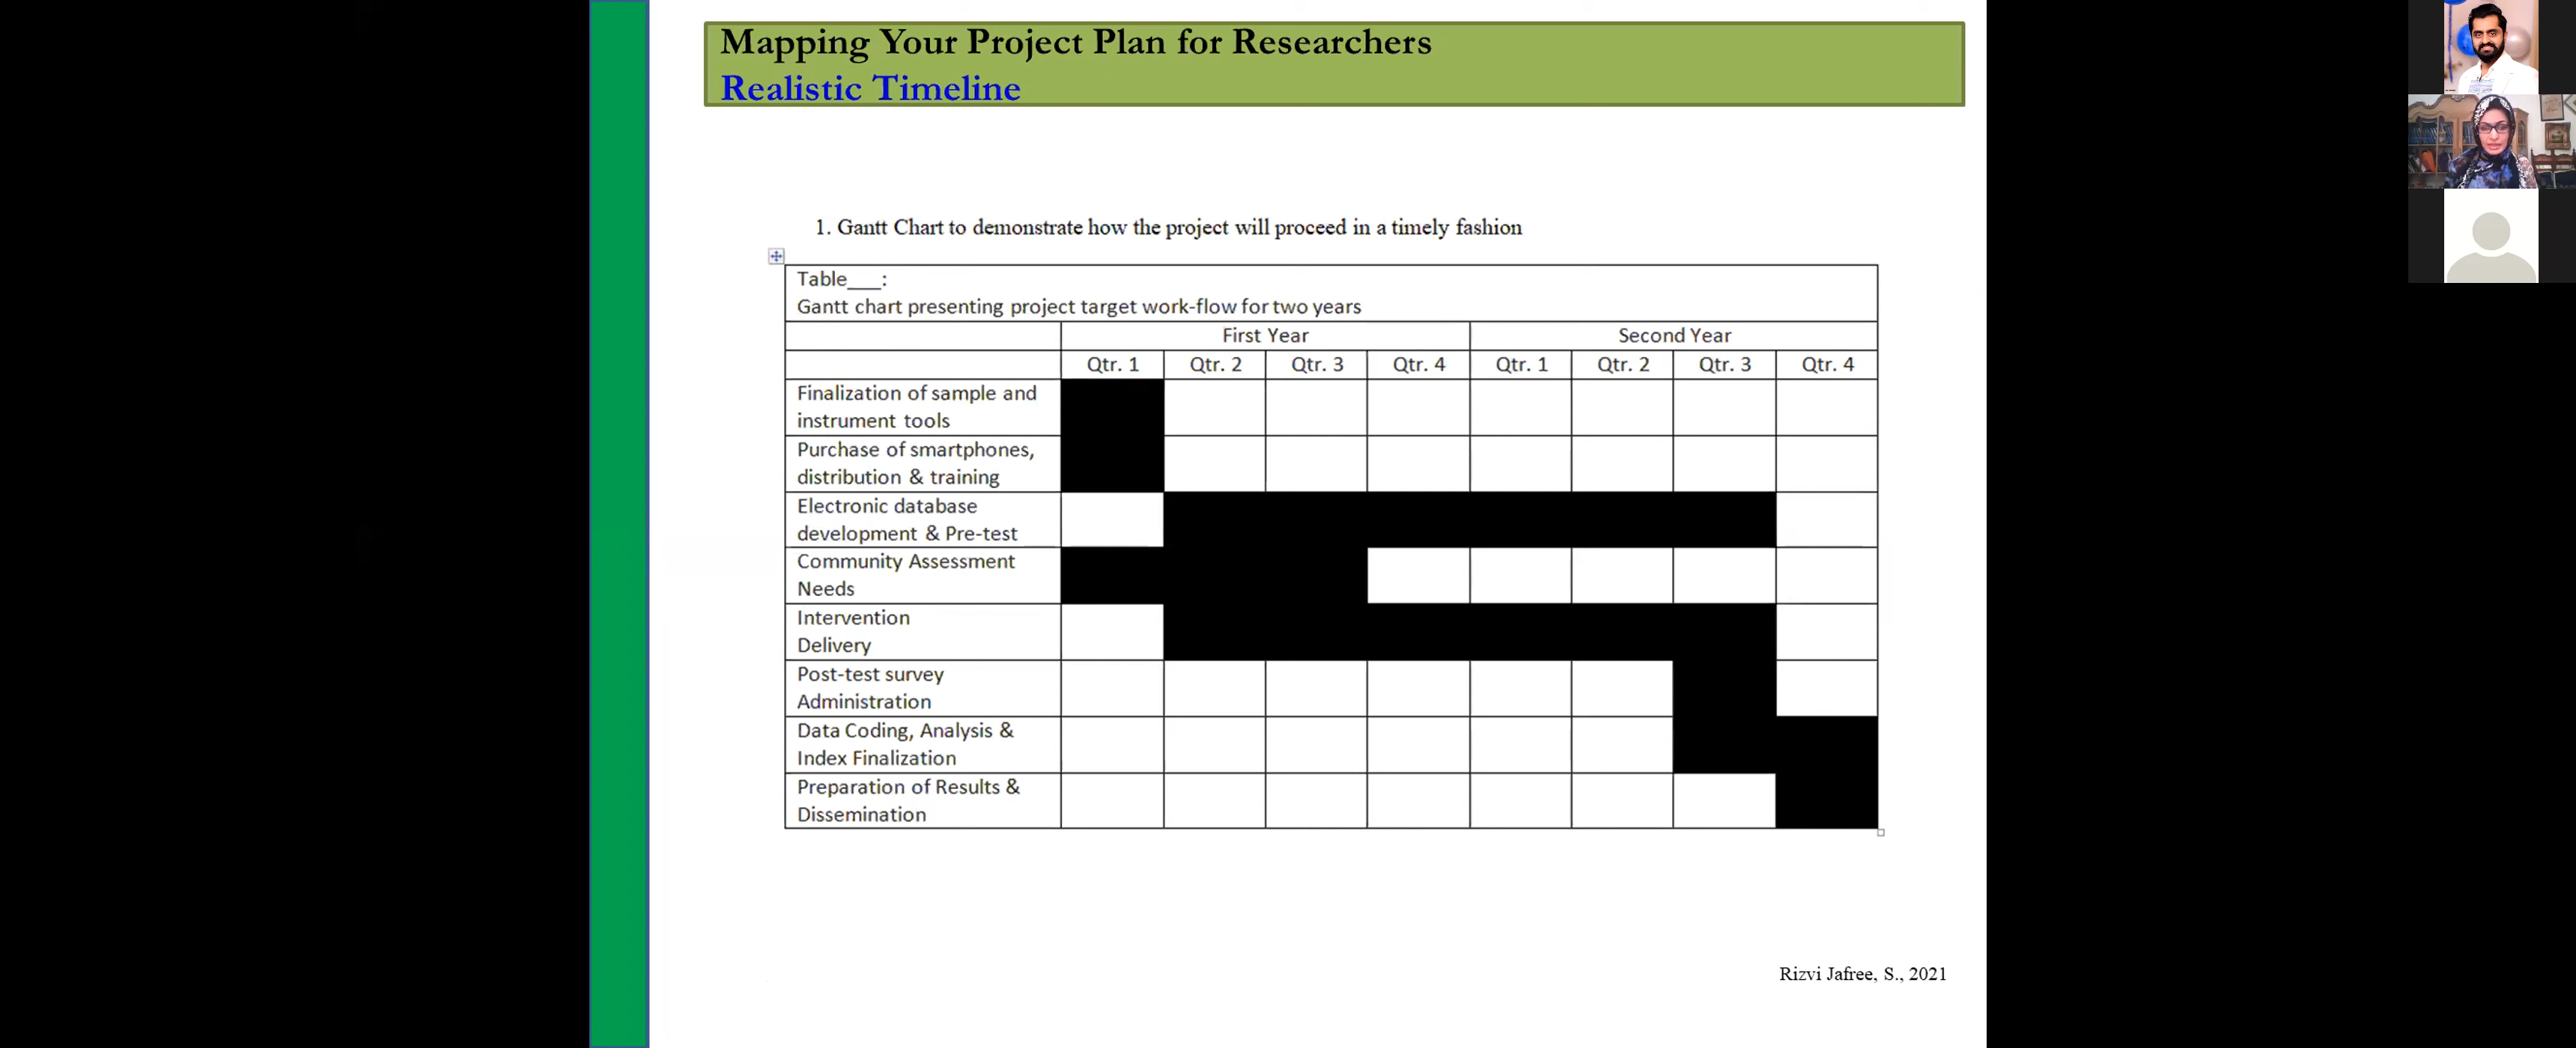 Mapping Your Project Plan for Researchers
Realistic Timeline
1. Gantt Chart to demonstrate how the project will proceed in a timely fashion
Table___:
Gantt chart presenting project target work-flow for two years
First Year Second Year
Qtr. 1 Qtr. 2 Qtr. 3 Qtr. 4 Qtr. 1 Qtr. 2 Qtr. 3 Qtr. 4
Finalization of sample and
instrument tools
Purchase of smartphones,
distribution & training
Electronic database
development & Pre-test
Community Assessment
Needs
Intervention
Delivery
Post-test survey
Administration
Data Coding, Analysis &
Index Finalization
Preparation of Results &
Dissemination
Rizvi Jafree, S., 2021